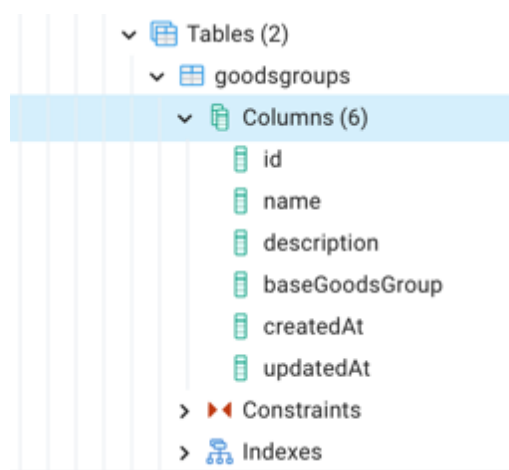 Tables (2)
goodsgroups
Columns (6)
id
name
description
baseGoodsGroup
createdAt
updatedAt
Constraints
Indexes